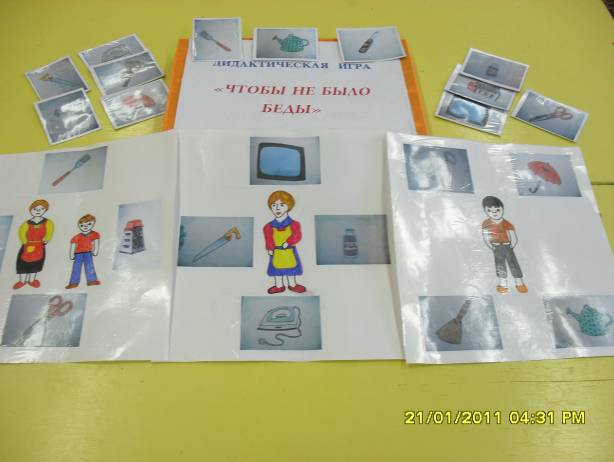 ДИДАКТИЧЕСКАЯ ИГРА
«ЧТОБЫ НЕ БЫЛО
БЕДЫ»
21/01/2011 04:31 PM